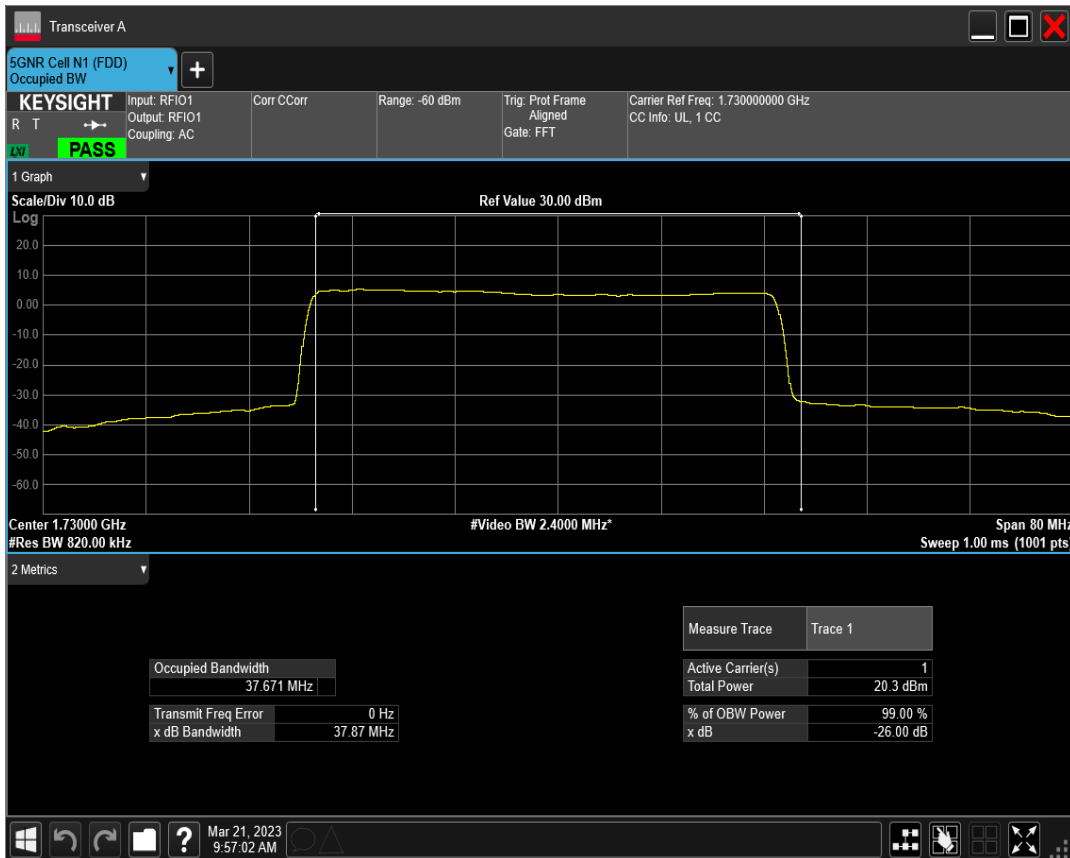 Transceiver A
5GNR Cell N1 (FDD)
Occupied BW
+
KEYSIGHT
R T
LXI
PASS
Input: RFIO1
Output: RFIO1
Coupling: AC
Corr CCorr
Range: -60 dBm
Trig: Prot Frame
Aligned
Gate: FFT
Carrier Ref Freq: 1.730000000 GHz
CC Info: UL, 1 CC
1 Graph
Scale/Div 10.0 dB
Ref Value 30.00 dBm
Log
20.0
10.0
0.00
-10.0
-20.0
-30.0
-40.0
-50.0
-60.0
Center 1.73000 GHz
#Video BW 2.4000 MHz*
Span 80 MHz
#Res BW 820.00 kHz
Sweep 1.00 ms (1001 pts)
2 Metrics
Measure Trace Trace 1
Occupied Bandwidth
37.671 MHz
Active Carrier(s) 1
Total Power 20.3 dBm
Transmit Freq Error 0 Hz
x dB Bandwidth 37.87 MHz
% of OBW Power 99.00 %
x dB -26.00 dB
?
Mar 21, 2023
9:57:02 AM